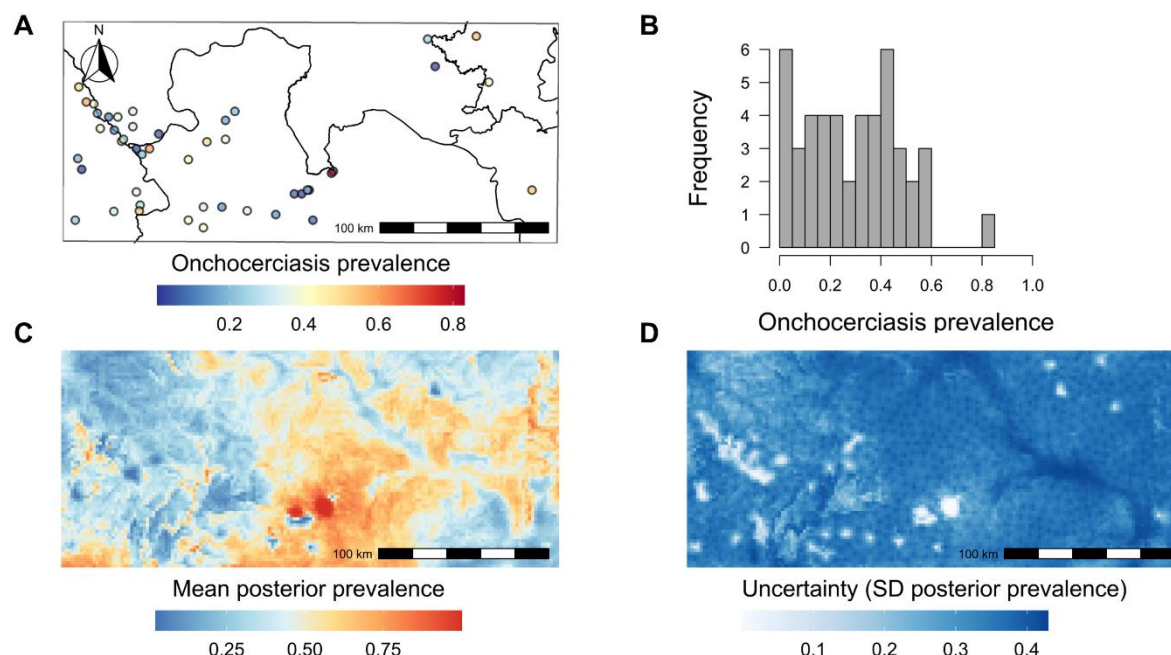 A
N
100 km
Onchocerciasis prevalence
0.2 0.4 0.6 0.8
B
Frequency
6
5
4
3
2
1
0
0.0 0.2 0.4 0.6 0.8 1.0
Onchocerciasis prevalence
C
100 km
Mean posterior prevalence
0.25 0.50 0.75
D
100 km
Uncertainty (SD posterior prevalence)
0.1 0.2 0.3 0.4